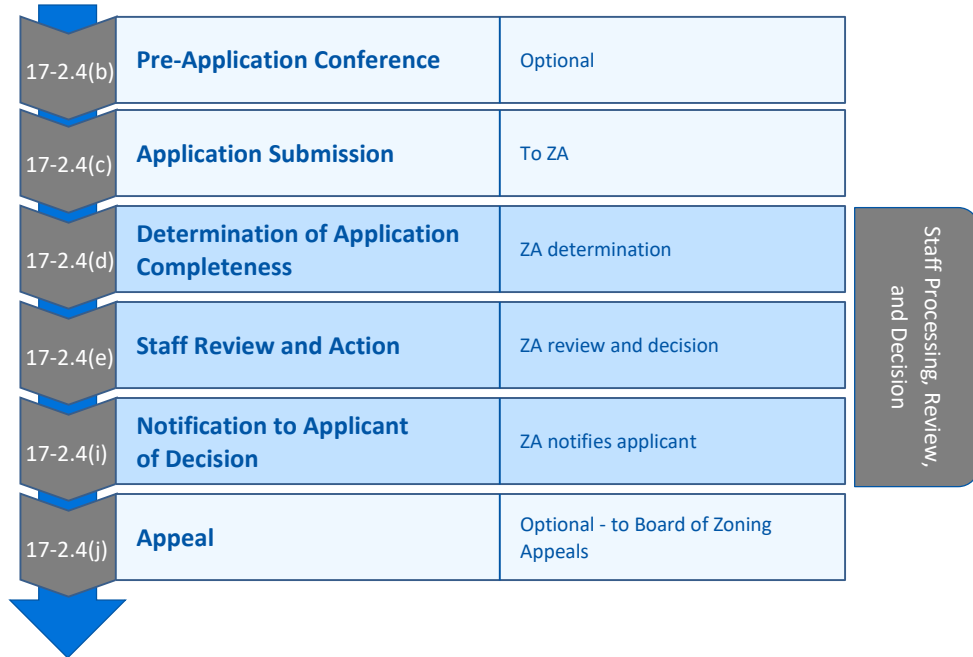 17-2.4(b)
Pre-Application Conference
Optional
17-2.4(c)
Application Submission
To ZA
17-2.4(d)
Determination of Application
Completeness
ZA determination
17-2.4(e)
Staff Review and Action
ZA review and decision
17-2.4(i)
Notification to Applicant
of Decision
ZA notifies applicant
17-2.4(j)
Appeal
Optional - to Board of Zoning
Appeals
Staff Processing, Review,
and Decision